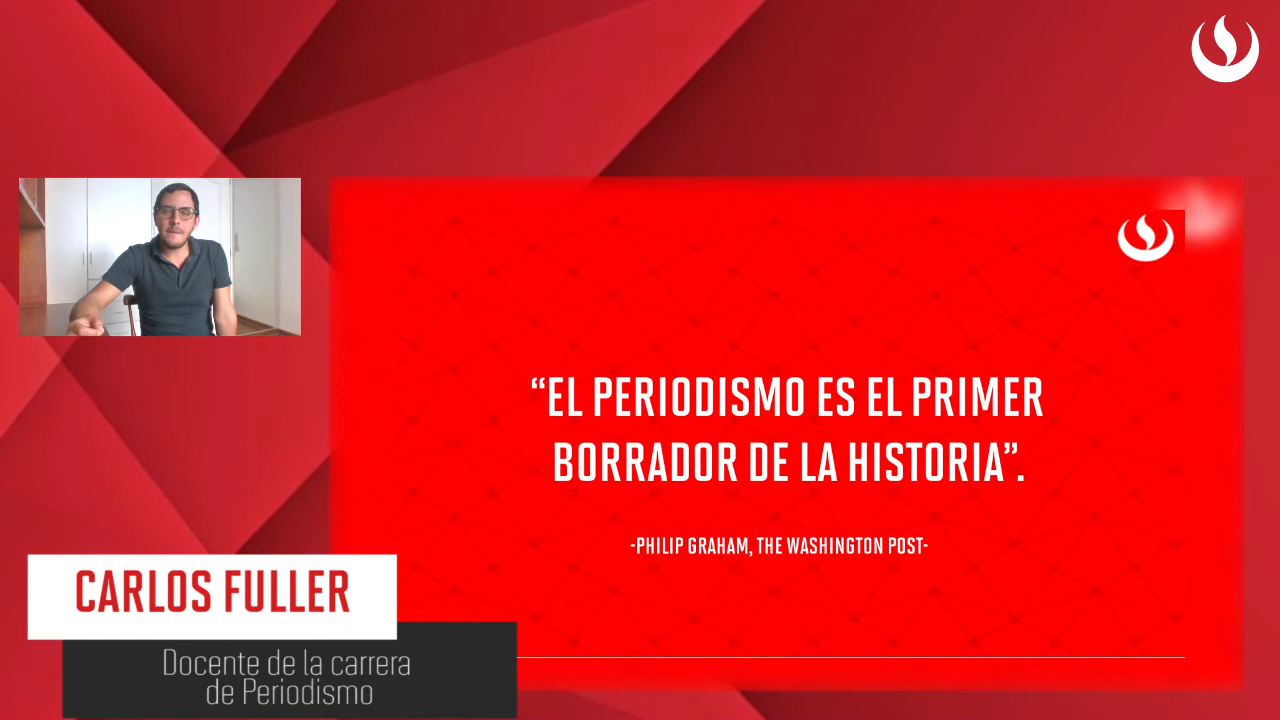 “EL PERIODISMO ES EL PRIMER
BORRADOR DE LA HISTORIA”.
-PHILIP GRAHAM, THE WASHINGTON POST-
CARLOS FULLER
Docente de la carrera
de Periodismo